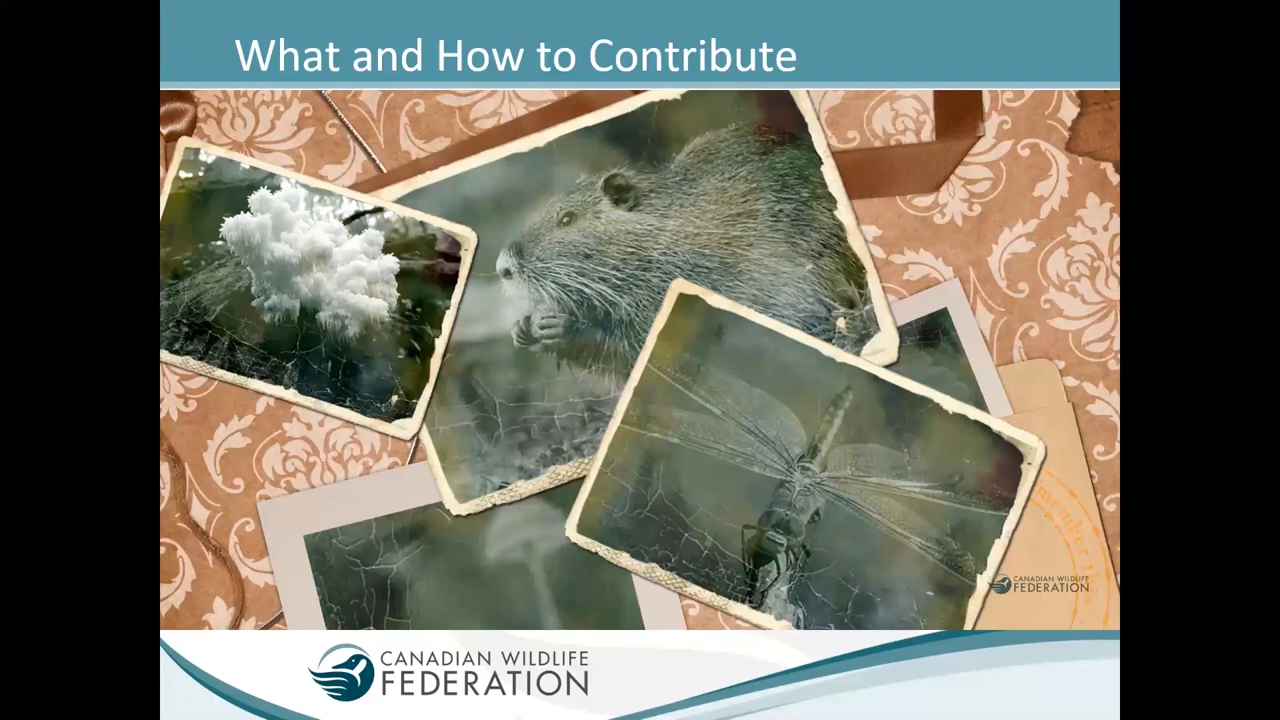 What and How to Contribute
CANADIAN WILDLIFE
FEDERATION
CANADIAN WILDLIFE
FEDERATION